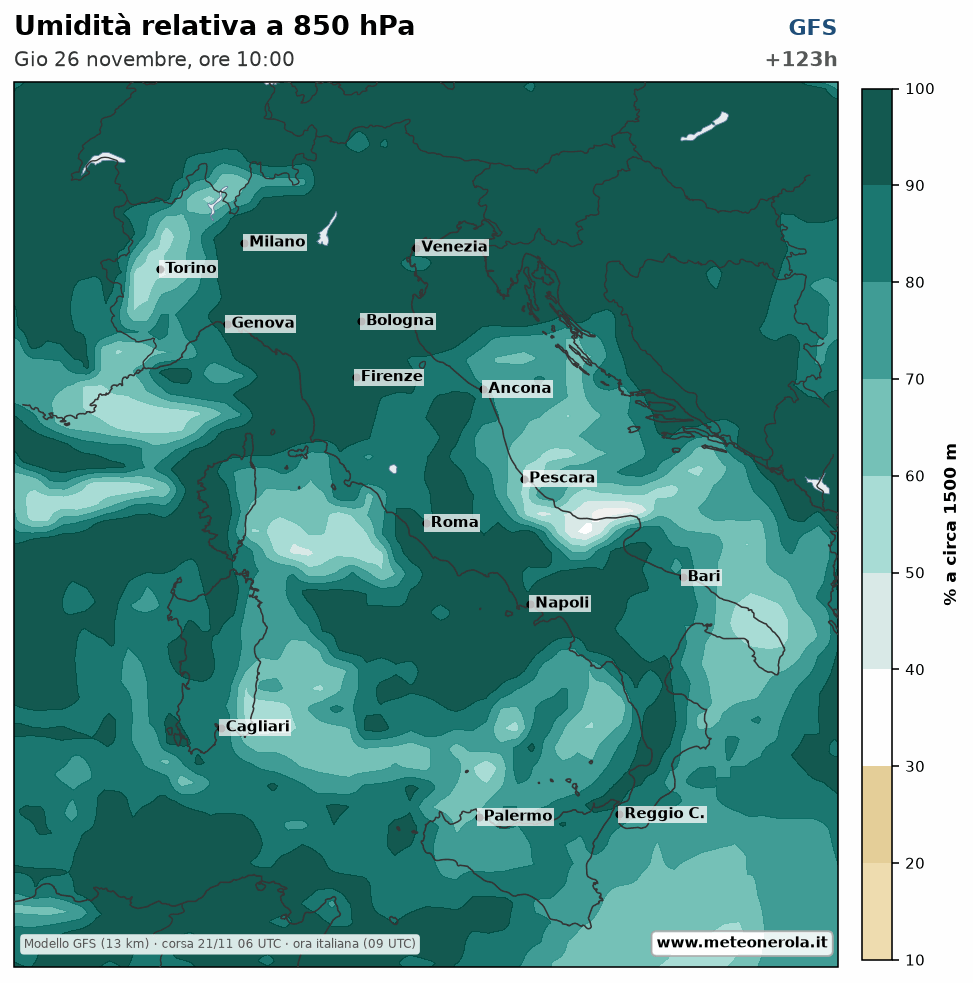 Umidità relativa a 850 hPa
GFS
Gio 26 novembre, ore 10:00
+123h
Milano
Venezia
Torino
Genova
Bologna
Firenze
Ancona
Pescara
Roma
Bari
Napoli
Cagliari
Palermo
Reggio C.
100
90
80
70
60
50
40
30
20
10
% a circa 1500 m
Modello GFS (13 km) · corsa 21/11 06 UTC · ora italiana (09 UTC)
www.meteonerola.it